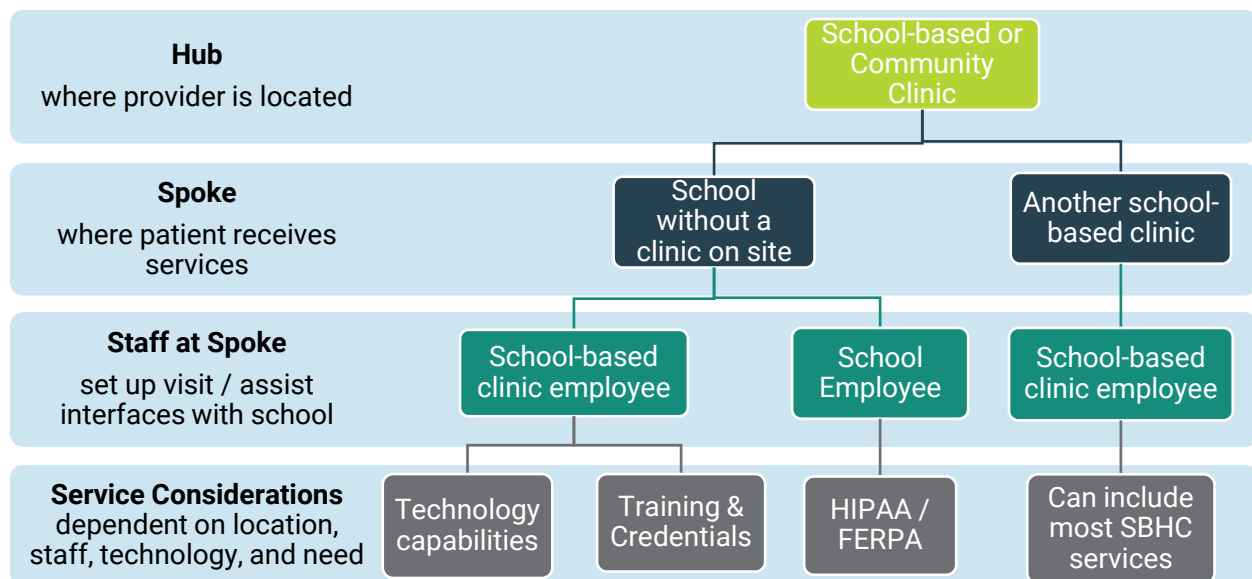 Hub
where provider is located
School-based or
Community
Clinic
Spoke
where patient receives
services
School
without a
clinic on site
Another school-
based clinic
Staff at Spoke
set up visit / assist
interfaces with school
School-based
clinic employee
School
Employee
School-based
clinic employee
Service Considerations
dependent on location,
staff, technology, and need
Technology
capabilities
Training &
Credentials
HIPAA /
FERPA
Can include
most SBHC
services